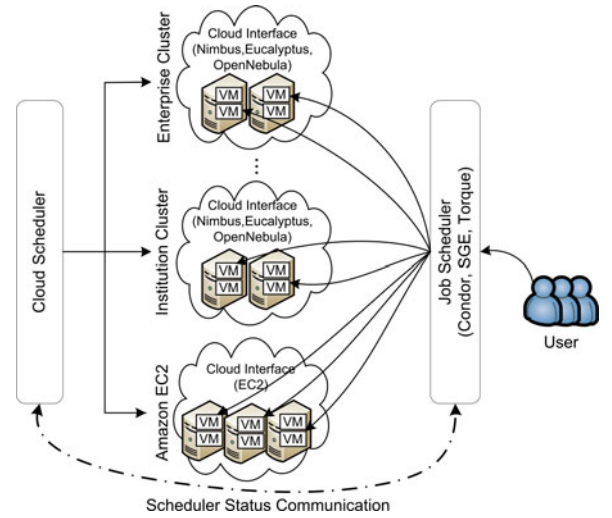 Cloud Scheduler
Enterprise Cluster
Cloud Interface
(Nimbus,Eucalyptus,
OpenNebula)
VM
VM
VM
VM
...
Institution Cluster
Cloud Interface
(Nimbus,Eucalyptus,
OpenNebula)
VM
VM
VM
VM
Amazon EC2
Cloud Interface
(EC2)
VM
VM
VM
VM
VM
VM
Job Scheduler
(Condor, SGE, Torque)
User
Scheduler Status Communication